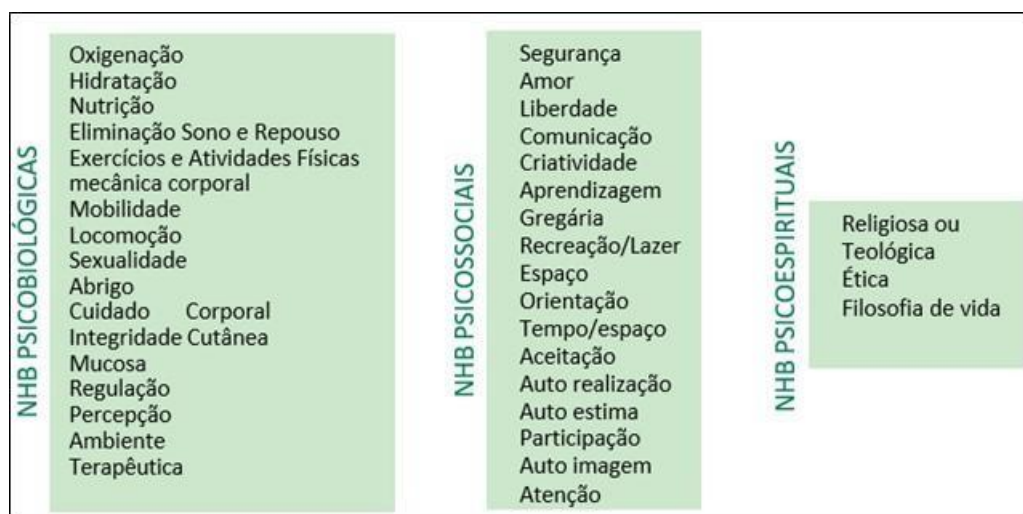 NHB PSICOBIOLÓGICAS
Oxigenação
Hidratação
Nutrição
Eliminação Sono e Repouso
Exercícios e Atividades Físicas
mecânica corporal
Mobilidade
Locomoção
Sexualidade
Abrigo
Cuidado Corporal
Integridade Cutânea
Mucosa
Regulação
Percepção
Ambiente
Terapêutica
NHB PSICOSSOCIAIS
Segurança
Amor
Liberdade
Comunicação
Criatividade
Aprendizagem
Gregária
Recreação/Lazer
Espaço
Orientação
Tempo/espaço
Aceitação
Auto realização
Auto estima
Participação
Auto imagem
Atenção
NHB PSICOESPIRITUAIS
Religiosa ou
Teológica
Ética
Filosofia de vida